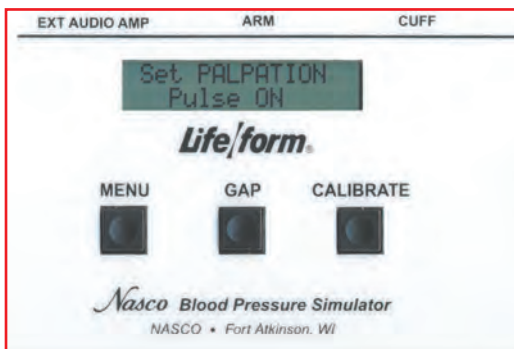 EXT AUDIO AMP ARM CUFF
Set PALPATION
Pulse ON
Life/form®
MENU GAP CALIBRATE
Nasco Blood Pressure Simulator
NASCO • Fort Atkinson, WI